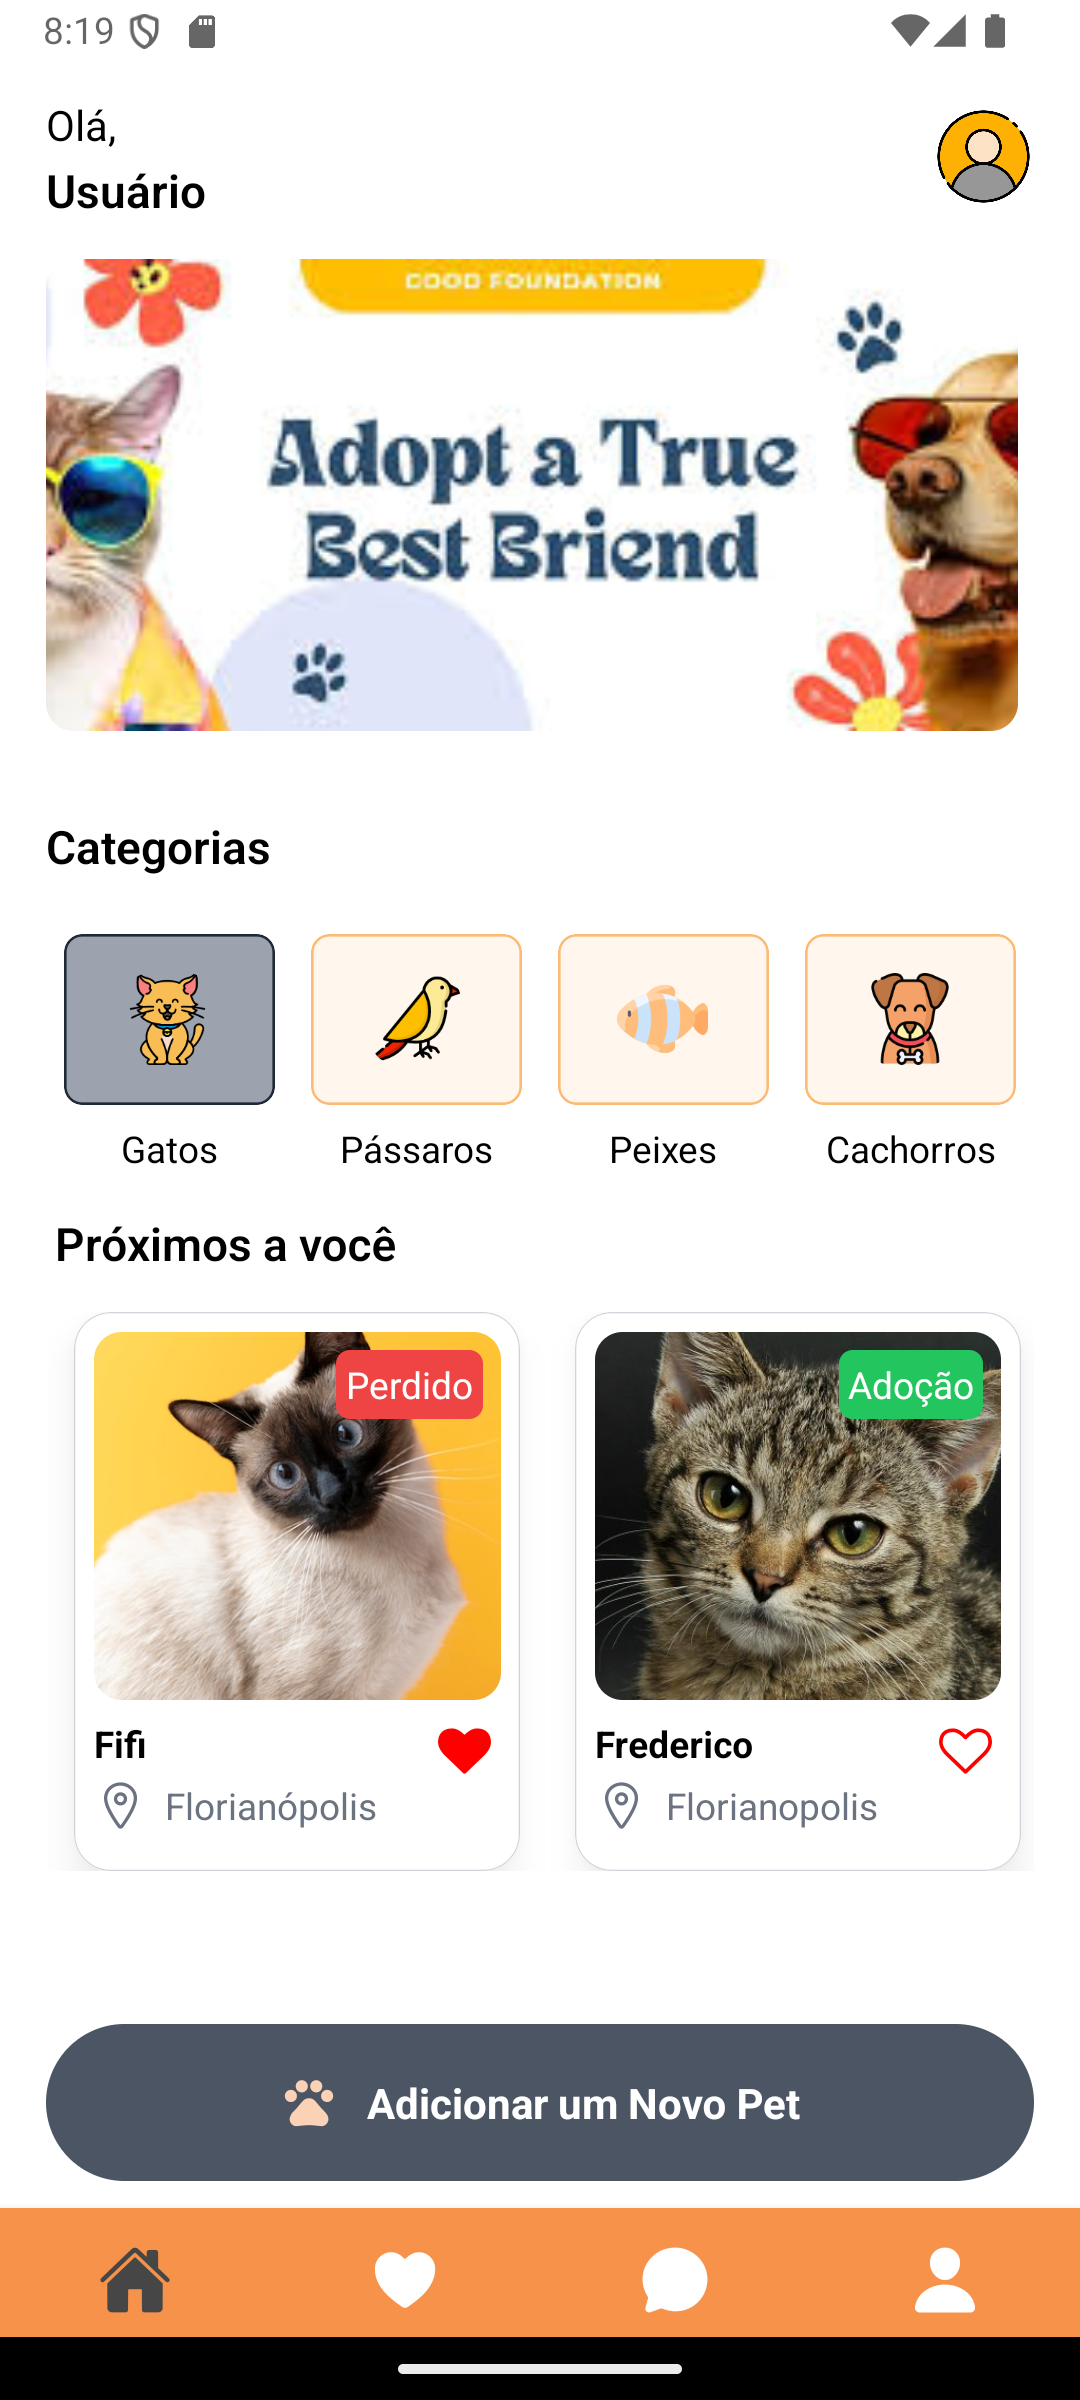 8:19
Olá,
Usuário
GOOD FOUNDATION
Adopt a True
Best Briend
Categorias
Gatos
Pássaros
Peixes
Cachorros
Próximos a você
Perdido
Adoção
Fifi
Frederico
Florianópolis
Florianopolis
Adicionar um Novo Pet